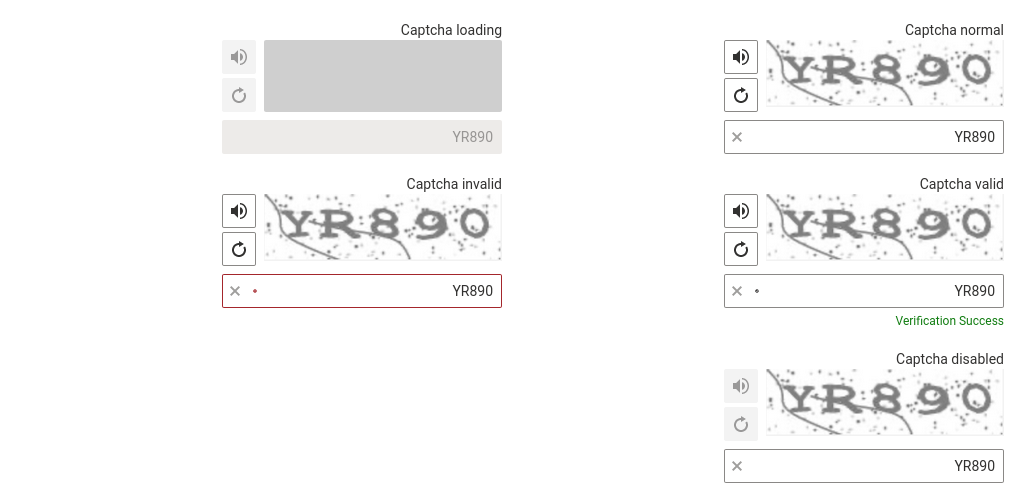 Captcha loading
YR890
Captcha normal
YR890
YR890
Captcha invalid
YR890
YR890
Captcha valid
YR890
YR890
Verification Success
Captcha disabled
YR890
YR890